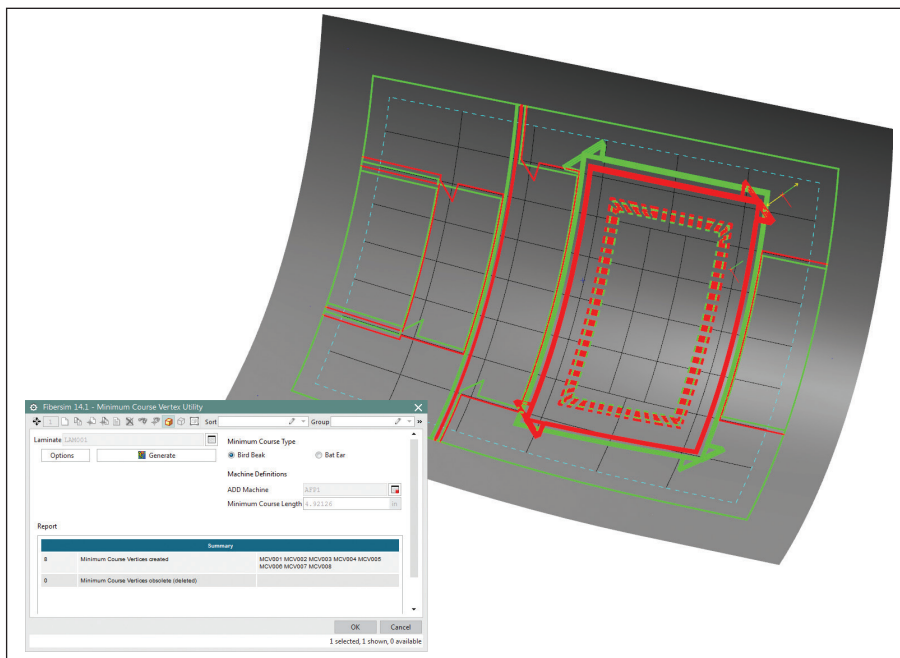 Fibersim 14.1 - Minimum Course Vertex Utility
1 Sort Group »
Laminate LAM001 Minimum Course Type
Options Generate Bird Beak Bat Ear
Machine Definitions
ADD Machine AFP1
Minimum Course Length 4.92126 in
Report
Summary
8 Minimum Course Vertices created MCV001 MCV002 MCV003 MCV004 MCV005
MCV006 MCV007 MCV008
0 Minimum Course Vertices obsolete (deleted)
OK Cancel
1 selected, 1 shown, 0 available